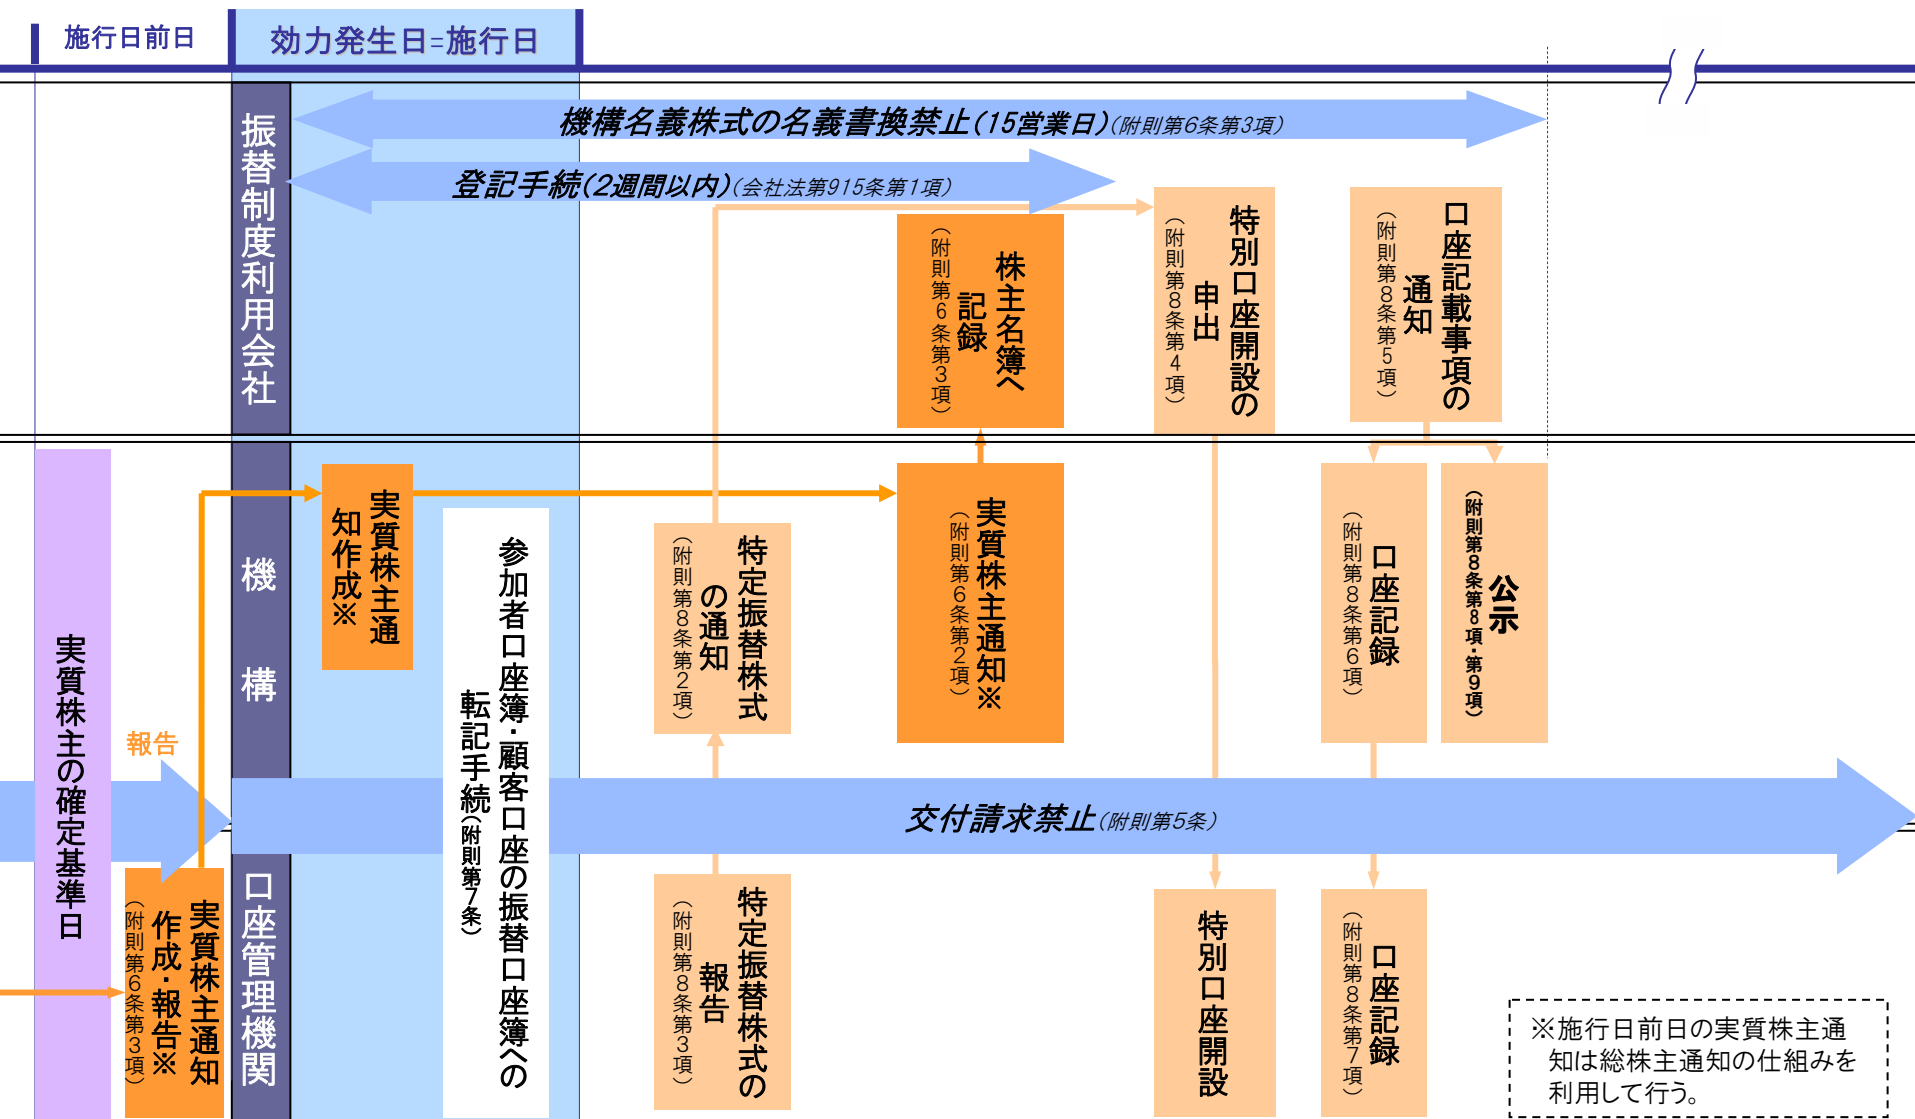 施行日前日
効力発生日=施行日
機構名義株式の名義書換禁止(15営業日)(附則第6条第3項)
登記手続(2週間以内)(会社法第915条第1項)
振替制度利用会社
株主名簿へ
記録
(附則第6条第3項)
特別口座開設の
申出
(附則第8条第4項)
口座記載事項の
通知
(附則第8条第5項)
機構
実質株主の確定基準日
報告
実質株主通
知作成※
参加者口座簿・顧客口座の振替口座簿への
転記手続(附則第7条)
特定振替株式
の通知
(附則第8条第2項)
実質株主通知※
(附則第6条第2項)
口座記録
(附則第8条第6項)
公示
(附則第8条第8項・第9項)
交付請求禁止(附則第5条)
口座管理機関
実質株主通知
作成・報告※
(附則第6条第3項)
特定振替株式の
報告
(附則第8条第3項)
特別口座開設
口座記録
(附則第8条第7項)
※施行日前日の実質株主通
知は総株主通知の仕組みを
利用して行う。